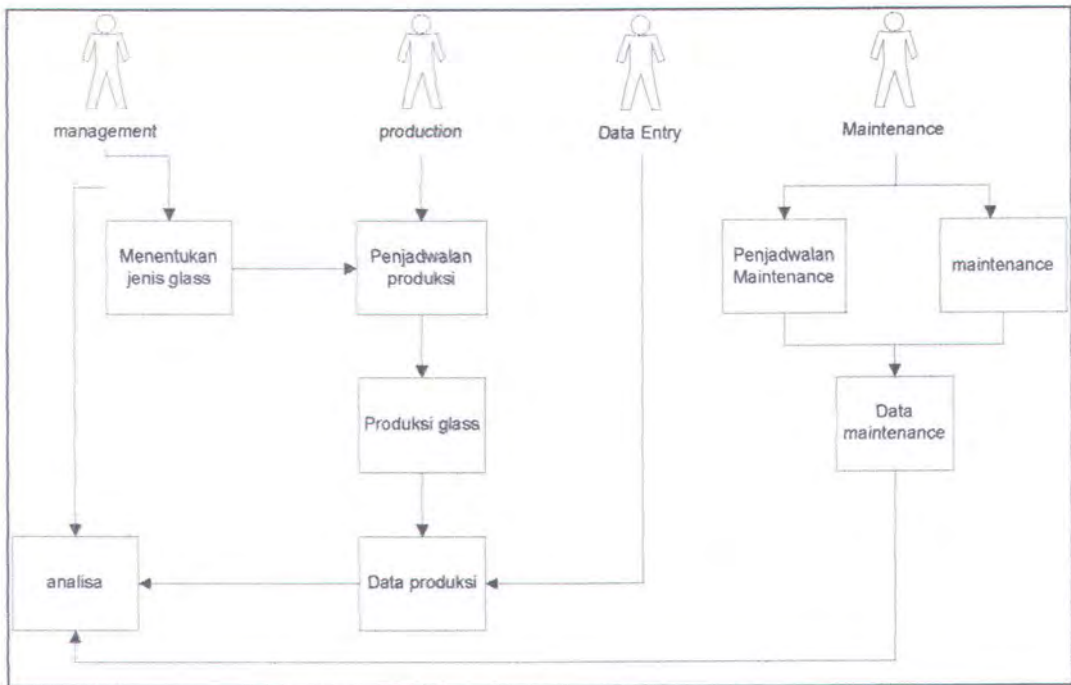 management
production
Data Entry
Maintenance
Menentukan
jenis glass
Penjadwalan
produksi
Penjadwalan
Maintenance
maintenance
Produksi glass
Data
maintenance
analisa
Data produksi